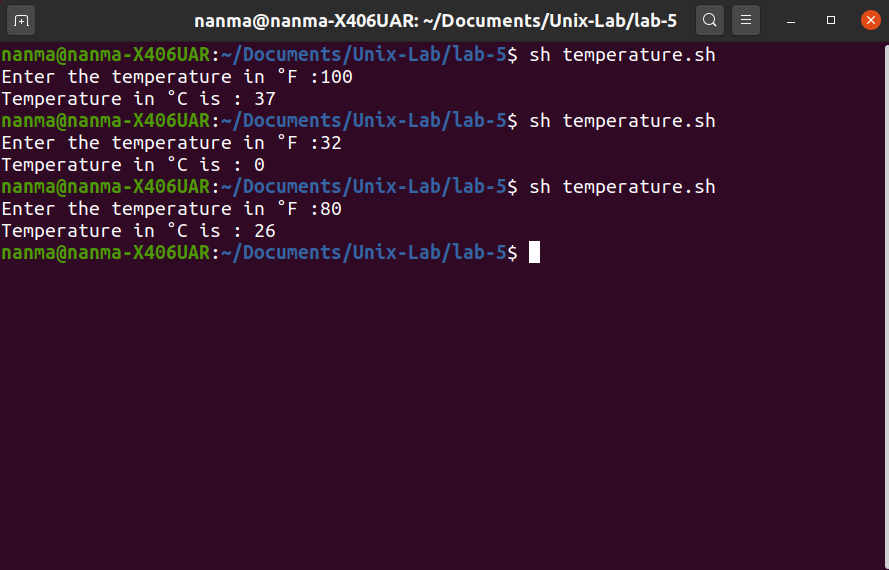 nanma@nanma-X406UAR: ~/Documents/Unix-Lab/lab-5
nanma@nanma-X406UAR:~/Documents/Unix-Lab/lab-5$ sh temperature.sh
Enter the temperature in °F :100
Temperature in °C is : 37
nanma@nanma-X406UAR:~/Documents/Unix-Lab/lab-5$ sh temperature.sh
Enter the temperature in °F :32
Temperature in °C is : 0
nanma@nanma-X406UAR:~/Documents/Unix-Lab/lab-5$ sh temperature.sh
Enter the temperature in °F :80
Temperature in °C is : 26
nanma@nanma-X406UAR:~/Documents/Unix-Lab/lab-5$